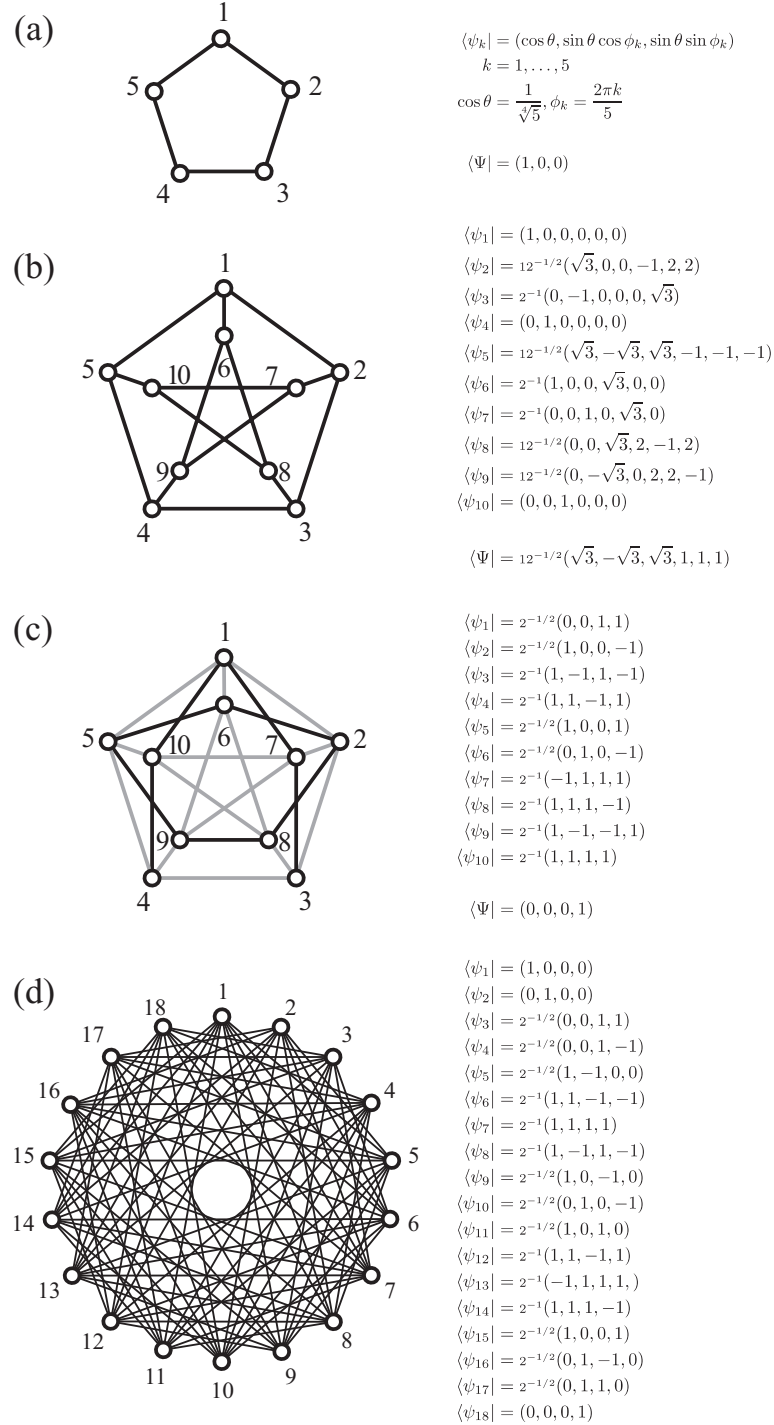 (a)
1
5
2
4
3
⟨ψ_k| = (cos θ, sin θ cos φ_k, sin θ sin φ_k)
k = 1, . . . , 5
cos θ = 1/∜5, φ_k = 2πk/5
⟨Ψ| = (1, 0, 0)
(b)
1
5
10
6
7
2
9
8
4
3
⟨ψ_1| = (1, 0, 0, 0, 0, 0)
⟨ψ_2| = 12^{-1/2}(√3, 0, 0, −1, 2, 2)
⟨ψ_3| = 2^{-1}(0, −1, 0, 0, 0, √3)
⟨ψ_4| = (0, 1, 0, 0, 0, 0)
⟨ψ_5| = 12^{-1/2}(√3, −√3, √3, −1, −1, −1)
⟨ψ_6| = 2^{-1}(1, 0, 0, √3, 0, 0)
⟨ψ_7| = 2^{-1}(0, 0, 1, 0, √3, 0)
⟨ψ_8| = 12^{-1/2}(0, 0, √3, 2, −1, 2)
⟨ψ_9| = 12^{-1/2}(0, −√3, 0, 2, 2, −1)
⟨ψ_10| = (0, 0, 1, 0, 0, 0)
⟨Ψ| = 12^{-1/2}(√3, −√3, √3, 1, 1, 1)
(c)
1
5
10
6
7
2
9
8
4
3
⟨ψ_1| = 2^{-1/2}(0, 0, 1, 1)
⟨ψ_2| = 2^{-1/2}(1, 0, 0, −1)
⟨ψ_3| = 2^{-1}(1, −1, 1, −1)
⟨ψ_4| = 2^{-1}(1, 1, −1, 1)
⟨ψ_5| = 2^{-1/2}(1, 0, 0, 1)
⟨ψ_6| = 2^{-1/2}(0, 1, 0, −1)
⟨ψ_7| = 2^{-1}(−1, 1, 1, 1)
⟨ψ_8| = 2^{-1}(1, 1, 1, −1)
⟨ψ_9| = 2^{-1}(1, −1, −1, 1)
⟨ψ_10| = 2^{-1}(1, 1, 1, 1)
⟨Ψ| = (0, 0, 0, 1)
(d)
1
18
2
17
3
16
4
15
5
14
6
13
7
12
8
11
9
10
⟨ψ_1| = (1, 0, 0, 0)
⟨ψ_2| = (0, 1, 0, 0)
⟨ψ_3| = 2^{-1/2}(0, 0, 1, 1)
⟨ψ_4| = 2^{-1/2}(0, 0, 1, −1)
⟨ψ_5| = 2^{-1/2}(1, −1, 0, 0)
⟨ψ_6| = 2^{-1}(1, 1, −1, −1)
⟨ψ_7| = 2^{-1}(1, 1, 1, 1)
⟨ψ_8| = 2^{-1}(1, −1, 1, −1)
⟨ψ_9| = 2^{-1/2}(1, 0, −1, 0)
⟨ψ_10| = 2^{-1/2}(0, 1, 0, −1)
⟨ψ_11| = 2^{-1/2}(1, 0, 1, 0)
⟨ψ_12| = 2^{-1}(1, 1, −1, 1)
⟨ψ_13| = 2^{-1}(−1, 1, 1, 1, )
⟨ψ_14| = 2^{-1}(1, 1, 1, −1)
⟨ψ_15| = 2^{-1/2}(1, 0, 0, 1)
⟨ψ_16| = 2^{-1/2}(0, 1, −1, 0)
⟨ψ_17| = 2^{-1/2}(0, 1, 1, 0)
⟨ψ_18| = (0, 0, 0, 1)